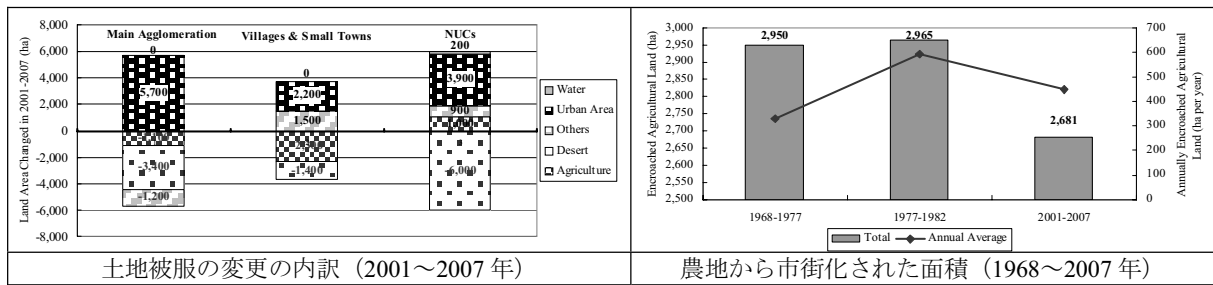 Main Agglomeration
Villages & Small Towns
NUCs
Land Area Changed in 2001-2007 (ha)
8,000
6,000
4,000
2,000
0
-2,000
-4,000
-6,000
-8,000
0
5,700
-3,400
-1,200
0
2,200
1,500
-1,400
200
3,900
900
-6,000
Water
Urban Area
Others
Desert
Agriculture
土地被服の変更の内訳（2001～2007 年）
Encroached Agricultural Land (ha)
3,000
2,950
2,900
2,850
2,800
2,750
2,700
2,650
2,600
2,550
2,500
2,950
2,965
2,681
1968-1977
1977-1982
2001-2007
700
600
500
400
300
200
100
0
Annually Encroached Agricultural
Land (ha per year)
Total
Annual Average
農地から市街化された面積（1968～2007 年）